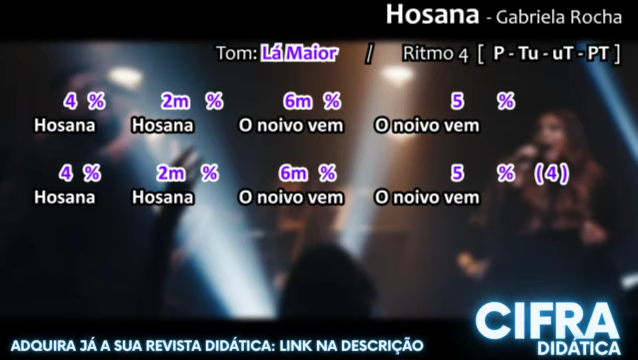 Hosana - Gabriela Rocha
Tom: Lá Maior / Ritmo 4 [ P - Tu - uT - PT ]
4 % 2m % 6m % 5 %
Hosana Hosana O noivo vem O noivo vem
4 % 2m % 6m % 5 % (4)
Hosana Hosana O noivo vem O noivo vem
CIFRA
DIDÁTICA
ADQUIRA JÁ A SUA REVISTA DIDÁTICA: LINK NA DESCRIÇÃO